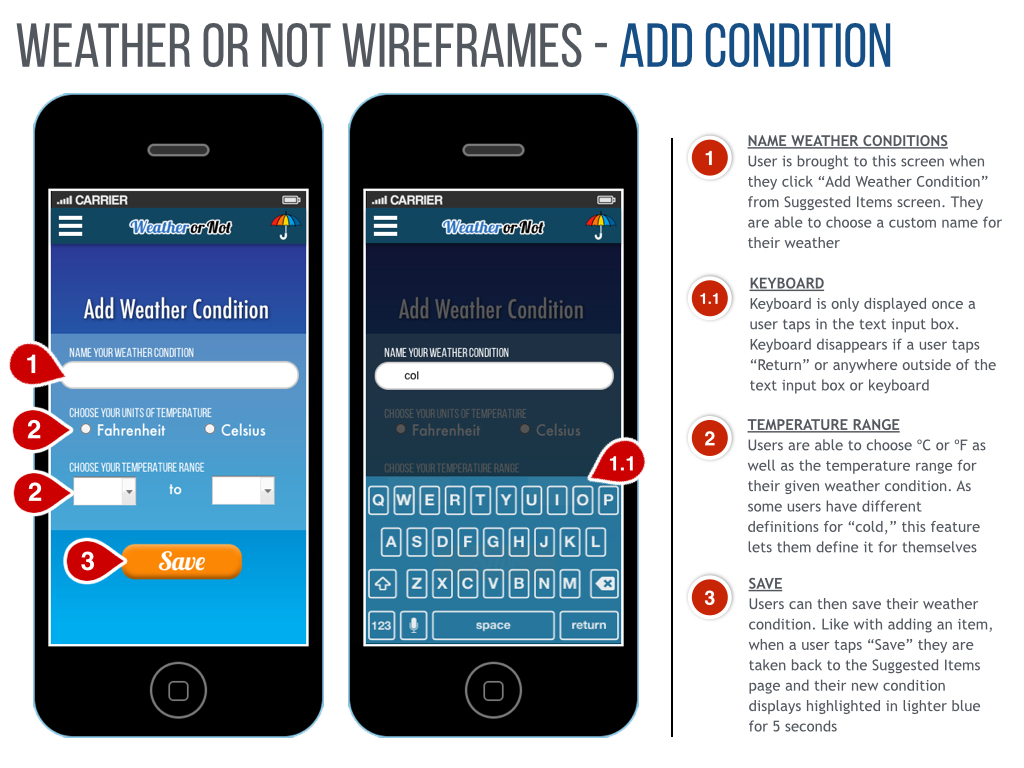 WEATHER OR NOT WIREFRAMES - ADD CONDITION
CARRIER
Weather or Not
Add Weather Condition
NAME YOUR WEATHER CONDITION
1
CHOOSE YOUR UNITS OF TEMPERATURE
2
Fahrenheit Celsius
CHOOSE YOUR TEMPERATURE RANGE
2
to
3
Save
CARRIER
Weather or Not
Add Weather Condition
NAME YOUR WEATHER CONDITION
col
CHOOSE YOUR UNITS OF TEMPERATURE
Fahrenheit Celsius
CHOOSE YOUR TEMPERATURE RANGE
1.1
Q W E R T Y U I O P
A S D F G H J K L
Z X C V B N M
123 space return
1
NAME WEATHER CONDITIONS
User is brought to this screen when
they click “Add Weather Condition”
from Suggested Items screen. They
are able to choose a custom name for
their weather
1.1
KEYBOARD
Keyboard is only displayed once a
user taps in the text input box.
Keyboard disappears if a user taps
“Return” or anywhere outside of the
text input box or keyboard
2
TEMPERATURE RANGE
Users are able to choose ºC or ºF as
well as the temperature range for
their given weather condition. As
some users have different
definitions for “cold,” this feature
lets them define it for themselves
3
SAVE
Users can then save their weather
condition. Like with adding an item,
when a user taps “Save” they are
taken back to the Suggested Items
page and their new condition
displays highlighted in lighter blue
for 5 seconds